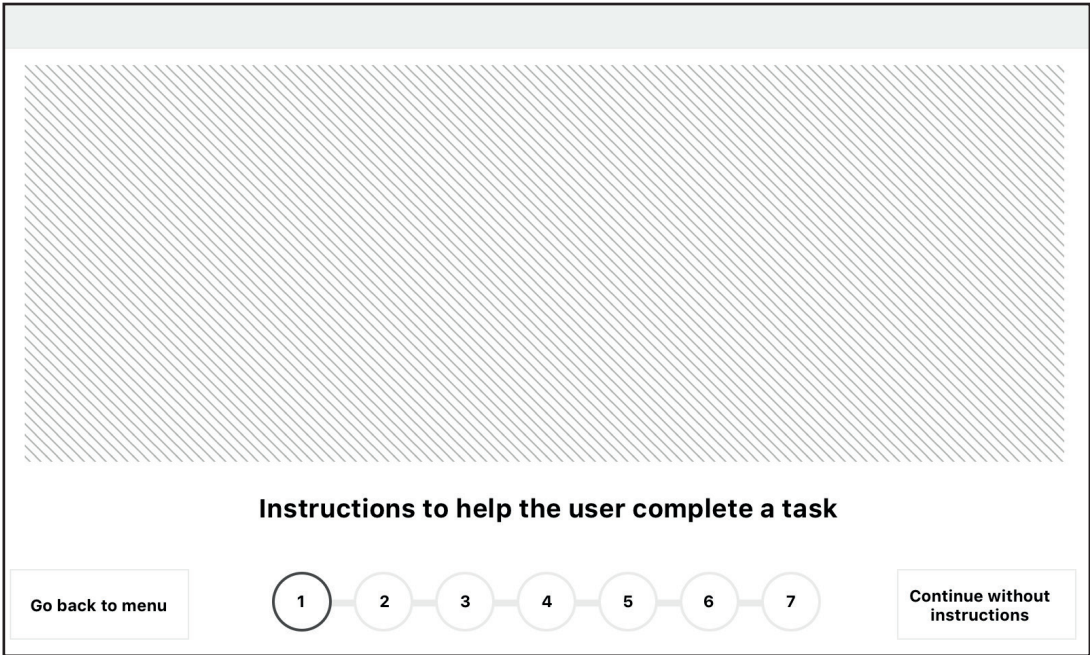 Instructions to help the user complete a task
Go back to menu
1 2 3 4 5 6 7
Continue without
instructions